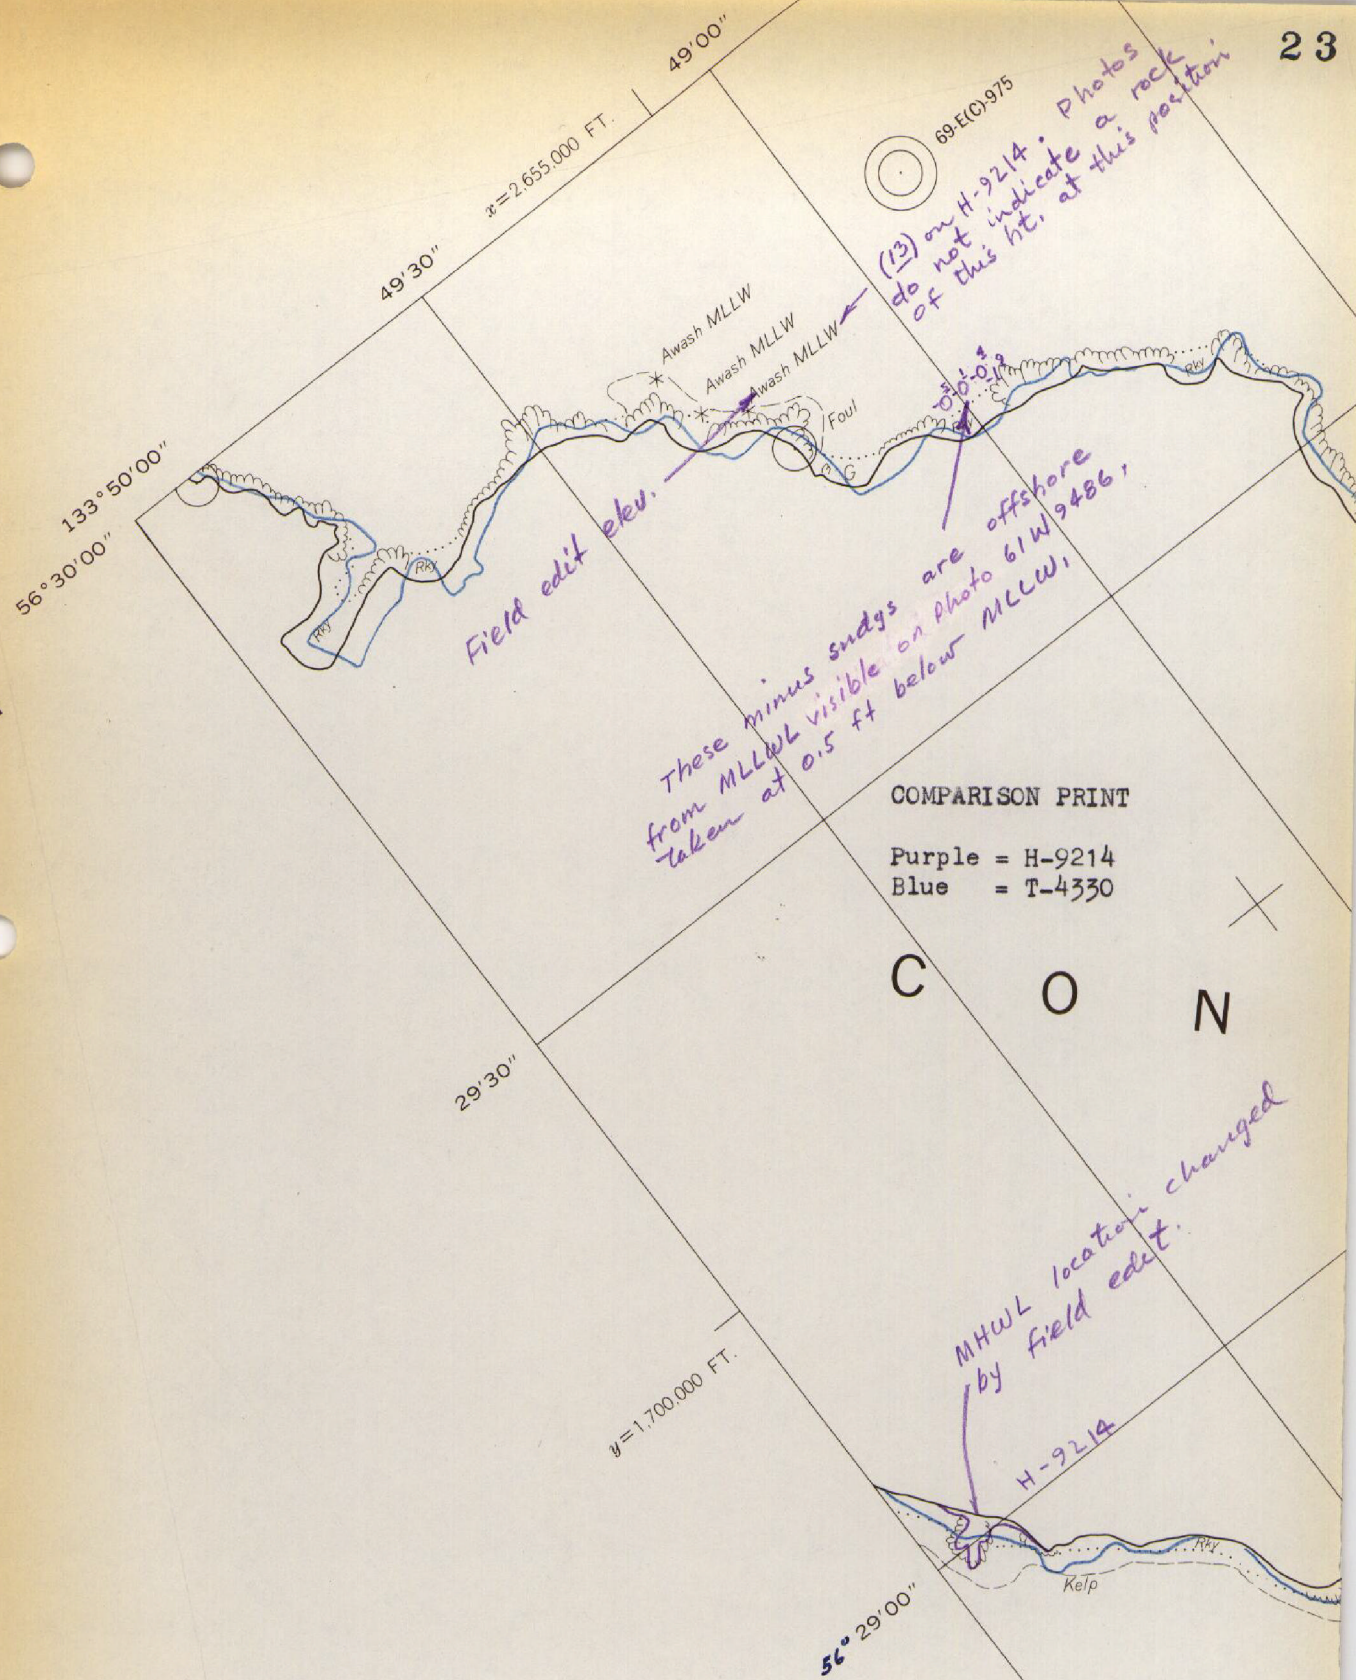 23
49'00"
x=2,655,000 FT.
69-E(C)-975
(13) on H-9214. Photos
do not indicate a rock
of this ht. at this position
49'30"
Awash MLLW
Awash MLLW
Awash MLLW
Foul
Rky
G
133°50'00"
56°30'00"
Rky
Rky
Field edit elev.
These minus sndgs are offshore
from MLLWL visible on photo 61W9486,
taken at 0.5 ft below MLLW.
COMPARISON PRINT
Purple = H-9214
Blue = T-4330
C O N
29'30"
MHWL location changed
by field edit.
y=1,700,000 FT.
H-9214
Rky
Kelp
56° 29'00"